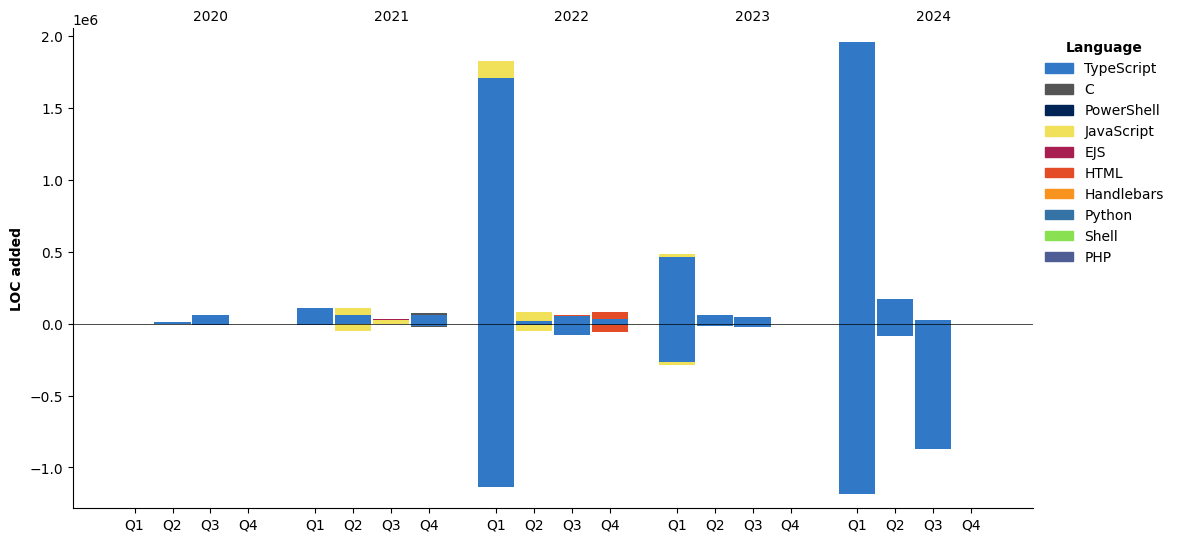 1e6
2020 2021 2022 2023 2024
2.0
1.5
1.0
0.5
0.0
−0.5
−1.0
LOC added
Q1 Q2 Q3 Q4 Q1 Q2 Q3 Q4 Q1 Q2 Q3 Q4 Q1 Q2 Q3 Q4 Q1 Q2 Q3 Q4
Language
TypeScript
C
PowerShell
JavaScript
EJS
HTML
Handlebars
Python
Shell
PHP